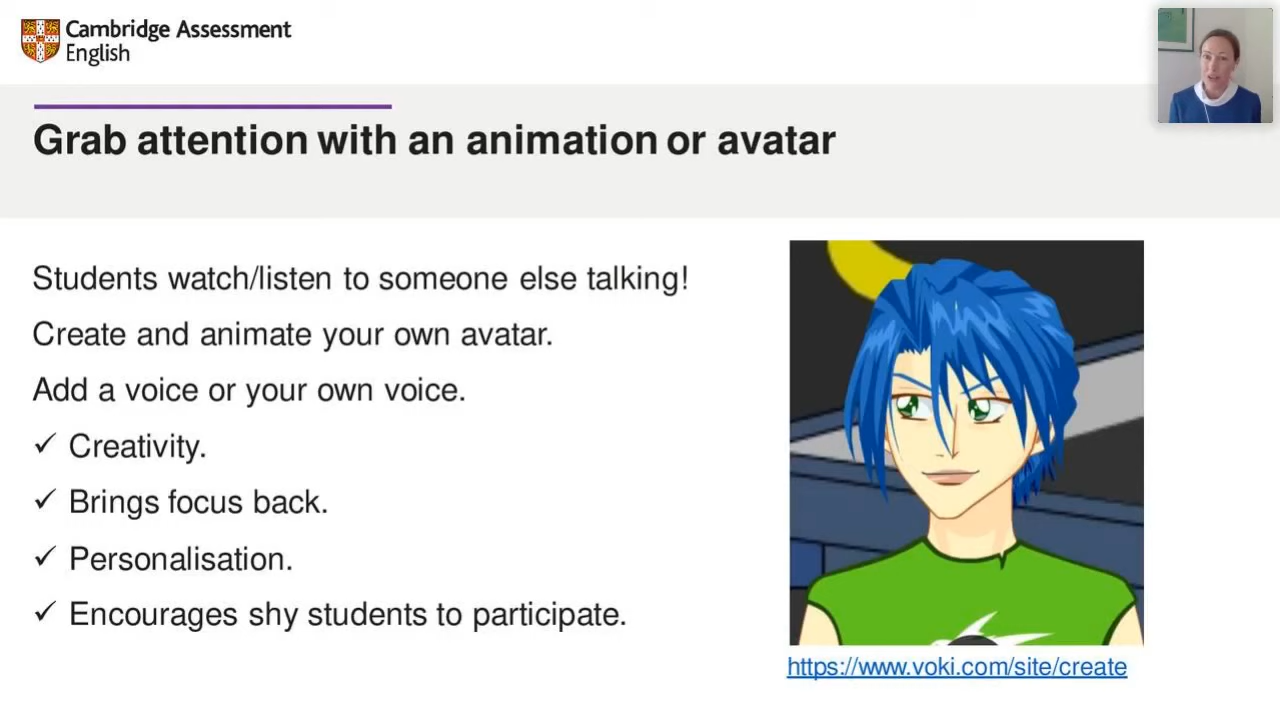 Cambridge Assessment
English
Grab attention with an animation or avatar
Students watch/listen to someone else talking!
Create and animate your own avatar.
Add a voice or your own voice.
✓ Creativity.
✓ Brings focus back.
✓ Personalisation.
✓ Encourages shy students to participate.
https://www.voki.com/site/create